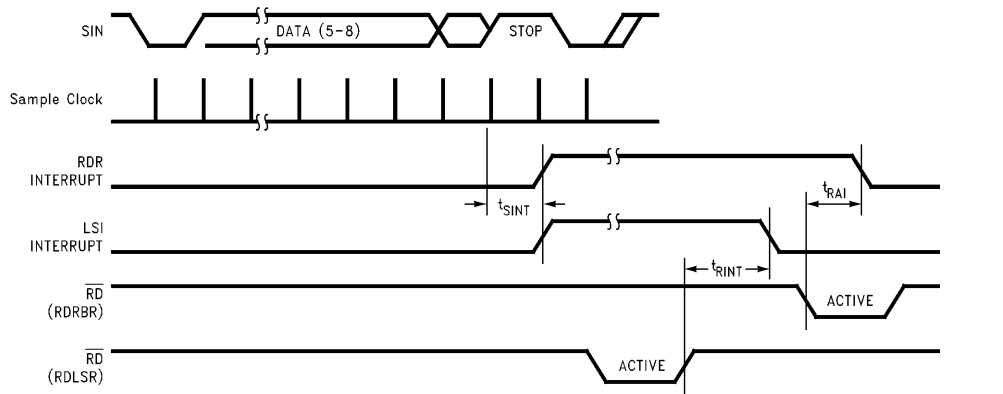 SIN
DATA (5-8)
STOP
Sample Clock
RDR
INTERRUPT
tSINT
tRAI
LSI
INTERRUPT
tRINT
RD
(RDRBR)
ACTIVE
RD
(RDLSR)
ACTIVE